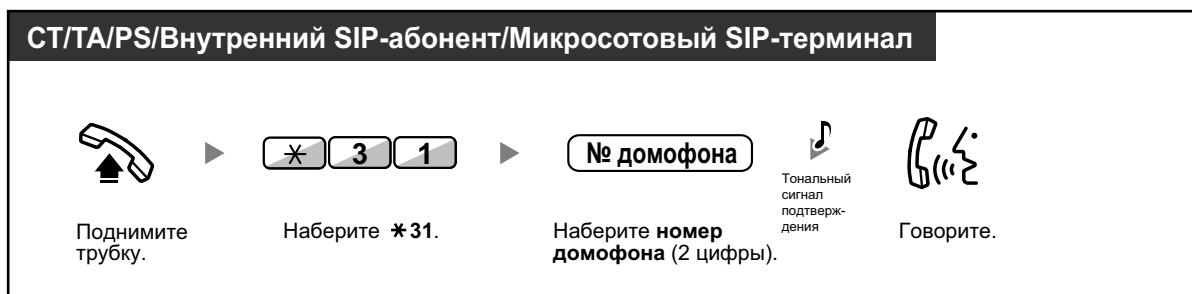 СТ/ТА/PS/Внутренний SIP-абонент/Микросотовый SIP-терминал
* 3 1
№ домофона
Тональный
сигнал
подтверж-
дения
Поднимите
трубку.
Наберите *31.
Наберите номер
домофона (2 цифры).
Говорите.